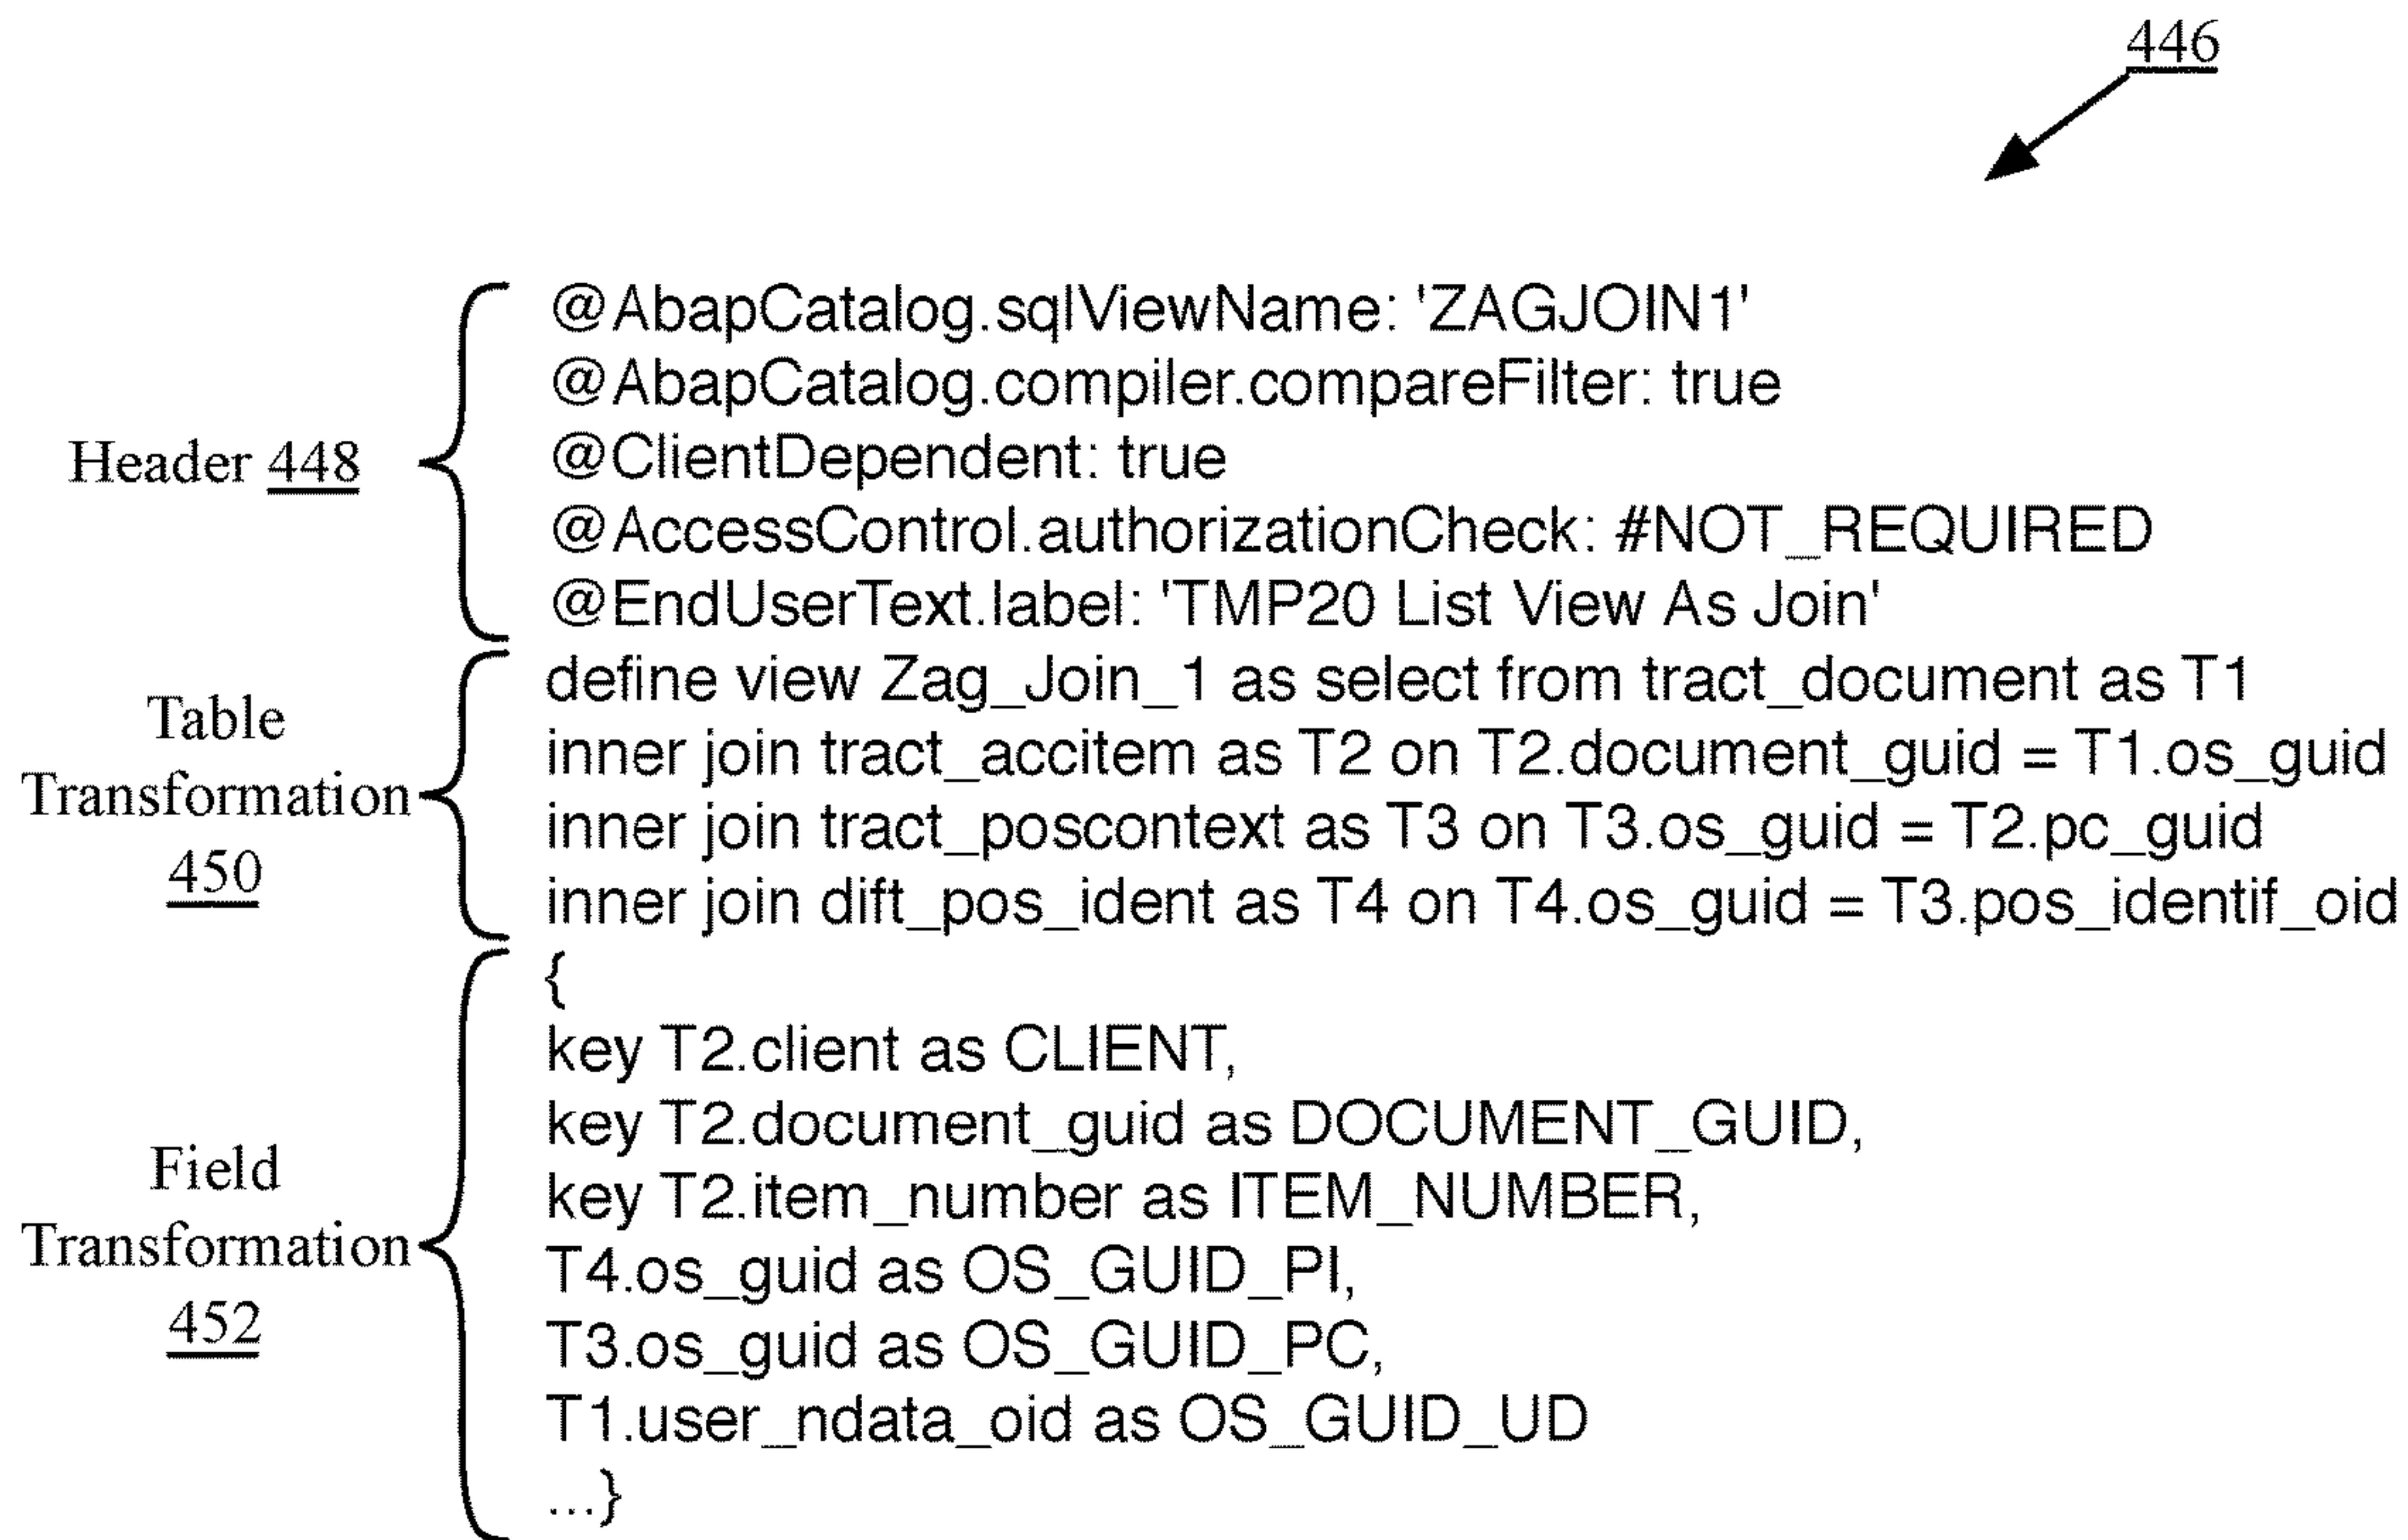 446
@AbapCatalog.sqlViewName: 'ZAGJOIN1'
@AbapCatalog.compiler.compareFilter: true
Header 448
@ClientDependent: true
@AccessControl.authorizationCheck: #NOT_REQUIRED
@EndUserText.label: 'TMP20 List View As Join'
Table
Transformation
450
define view Zag_Join_1 as select from tract_document as T1
inner join tract_accitem as T2 on T2.document_guid = T1.os_guid
inner join tract_poscontext as T3 on T3.os_guid = T2.pc_guid
inner join dift_pos_ident as T4 on T4.os_guid = T3.pos_identif_oid
Field
Transformation
452
{
key T2.client as CLIENT,
key T2.document_guid as DOCUMENT_GUID,
key T2.item_number as ITEM_NUMBER,
T4.os_guid as OS_GUID_PI,
T3.os_guid as OS_GUID_PC,
T1.user_ndata_oid as OS_GUID_UD
...}